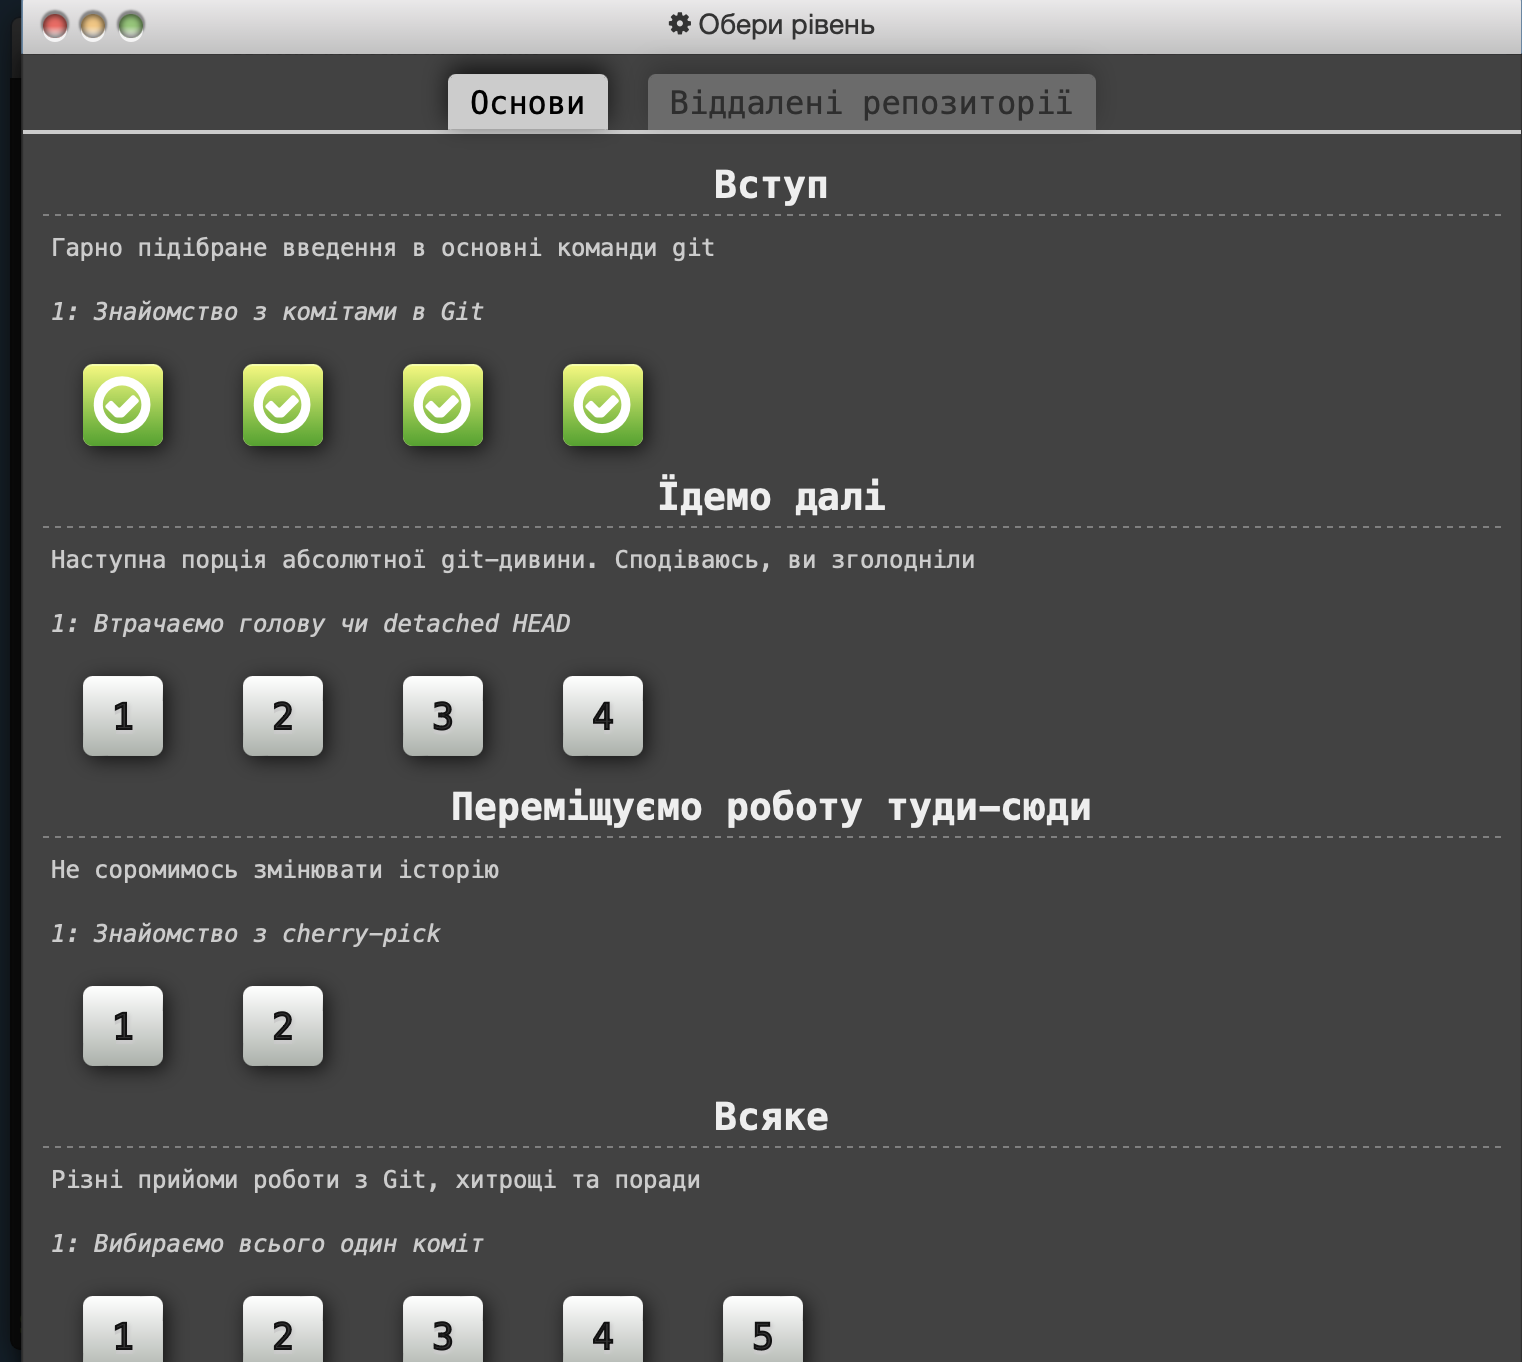 Обери рівень
Основи
Віддалені репозиторії
Вступ
Гарно підібране введення в основні команди git
1: Знайомство з комітами в Git
Їдемо далі
Наступна порція абсолютної git-дивини. Сподіваюсь, ви зголодніли
1: Втрачаємо голову чи detached HEAD
1 2 3 4
Переміщуємо роботу туди-сюди
Не соромимось змінювати історію
1: Знайомство з cherry-pick
1 2
Всяке
Різні прийоми роботи з Git, хитрощі та поради
1: Вибираємо всього один коміт
1 2 3 4 5